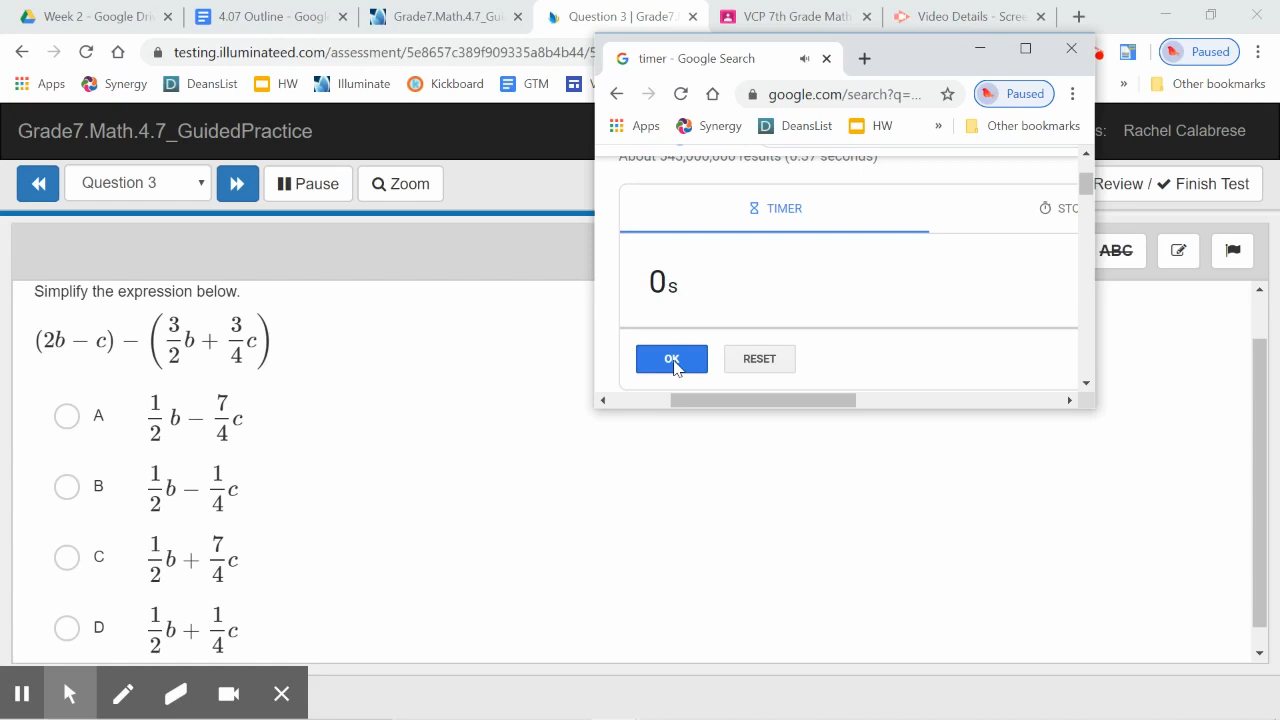 Week 2 - Google Dri
4.07 Outline - Googl
Grade7.Math.4.7_Gu
Question 3 | Grade7.
VCP 7th Grade Math
Video Details - Scree
testing.illuminateed.com/assessment/5e8657c389f909335a8b4b44/5
Paused
Apps
Synergy
DeansList
HW
Illuminate
Kickboard
GTM
Other bookmarks
timer - Google Search
google.com/search?q=...
Paused
Apps
Synergy
DeansList
HW
Other bookmarks
Grade7.Math.4.7_GuidedPractice
s: Rachel Calabrese
Question 3
Pause
Zoom
Review / ✔ Finish Test
ABC
TIMER
STO
0s
OK
RESET
Simplify the expression below.
(2b − c) − (3/2 b + 3/4 c)
A 1/2 b − 7/4 c
B 1/2 b − 1/4 c
C 1/2 b + 7/4 c
D 1/2 b + 1/4 c